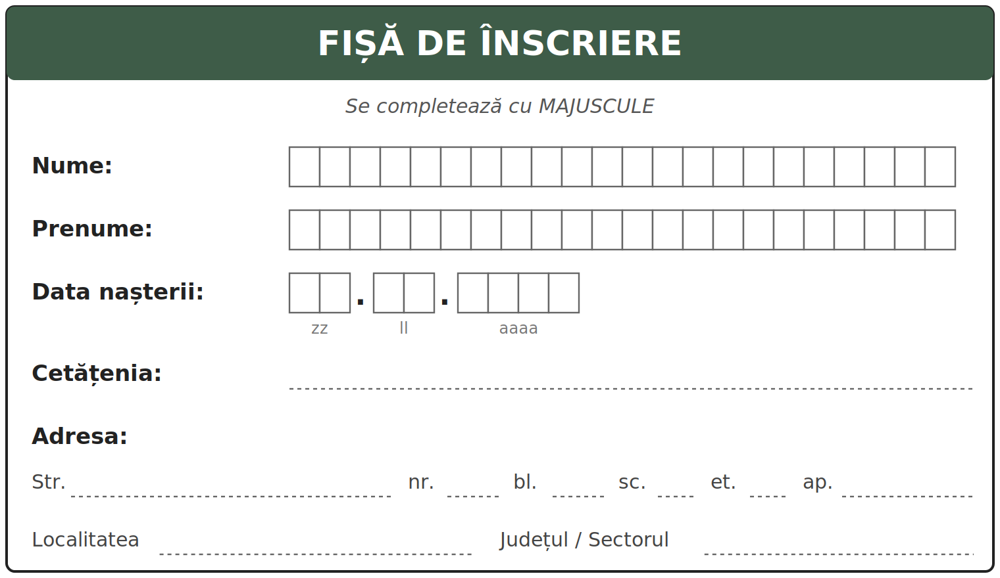 FIȘĂ DE ÎNSCRIERE
Se completează cu MAJUSCULE
Nume:
Prenume:
Data nașterii: . .
zz ll aaaa
Cetățenia:
Adresa:
Str. nr. bl. sc. et. ap.
Localitatea Județul / Sectorul